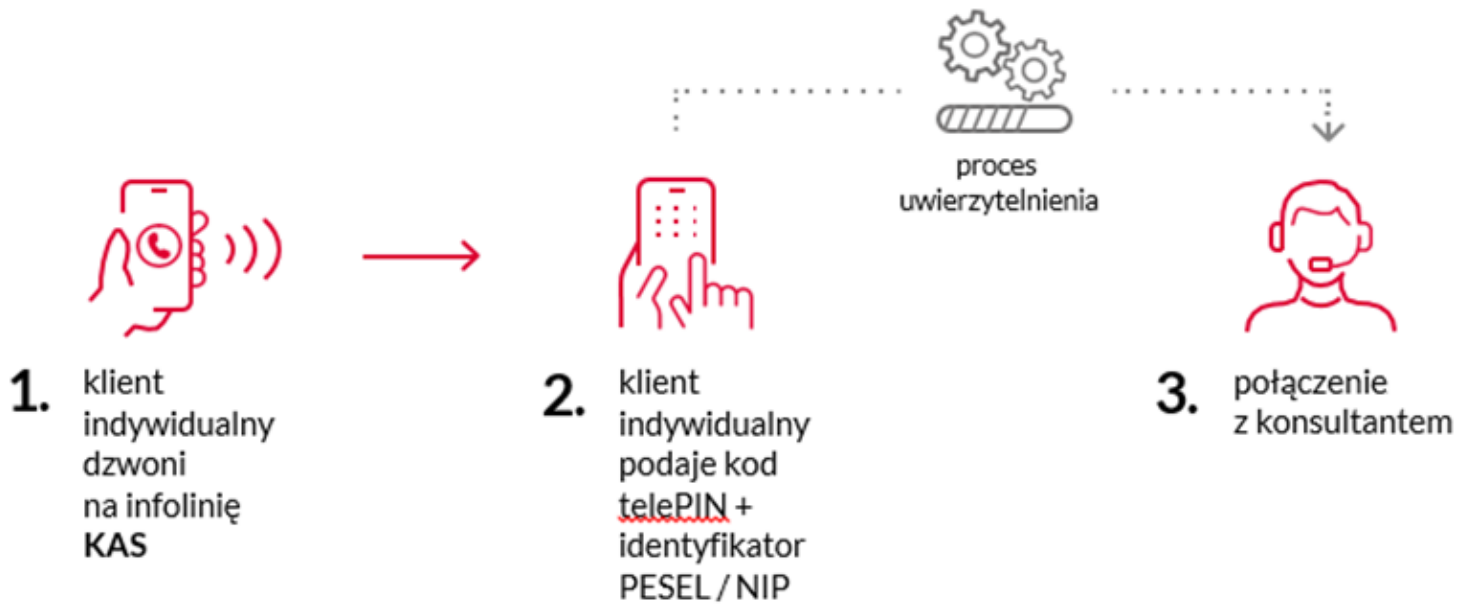 proces
uwierzytelnienia
1. klient
indywidualny
dzwoni
na infolinię
KAS
2. klient
indywidualny
podaje kod
telePIN +
identyfikator
PESEL / NIP
3. połączenie
z konsultantem